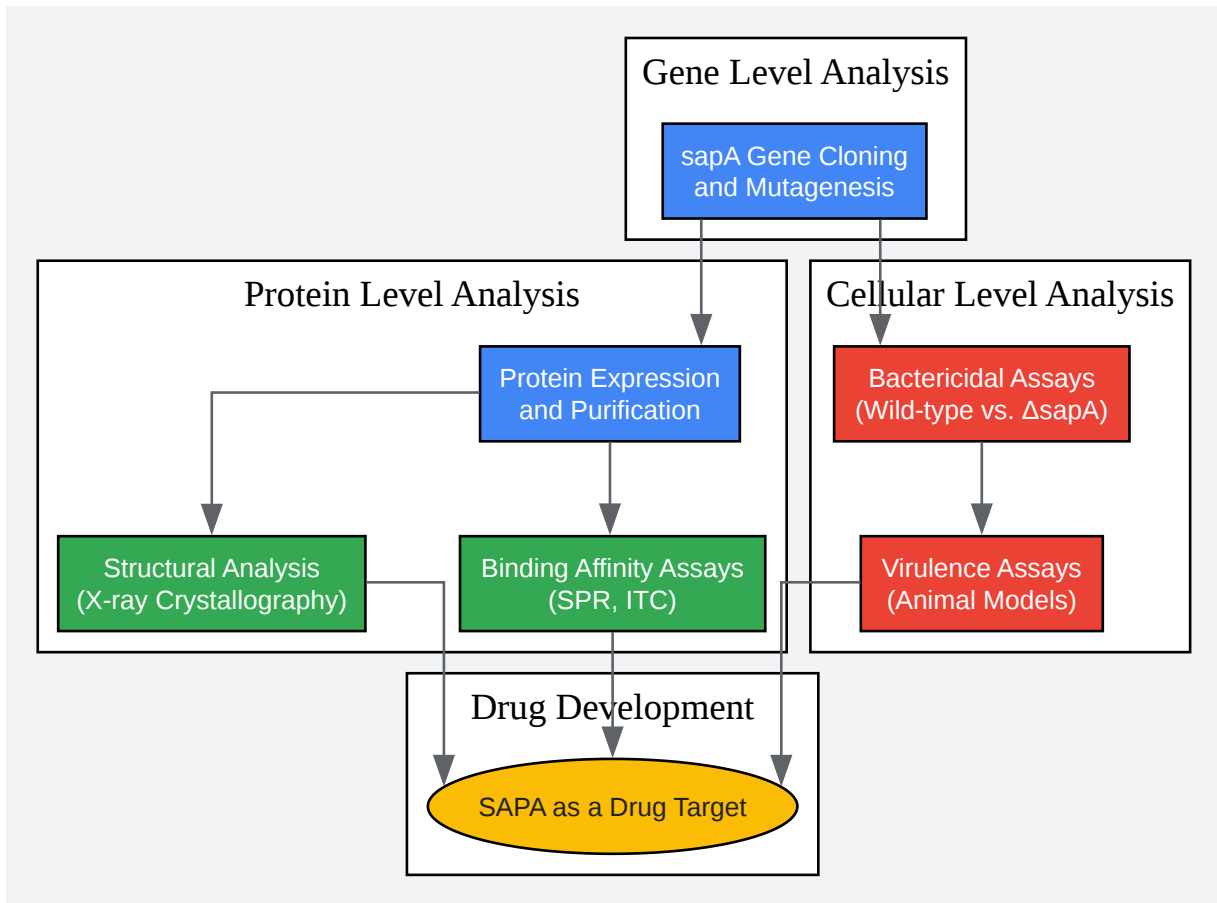 Gene Level Analysis
sapA Gene Cloning
and Mutagenesis
Protein Level Analysis
Cellular Level Analysis
Protein Expression
and Purification
Bactericidal Assays
(Wild-type vs. ΔsapA)
Structural Analysis
(X-ray Crystallography)
Binding Affinity Assays
(SPR, ITC)
Virulence Assays
(Animal Models)
Drug Development
SAPA as a Drug Target